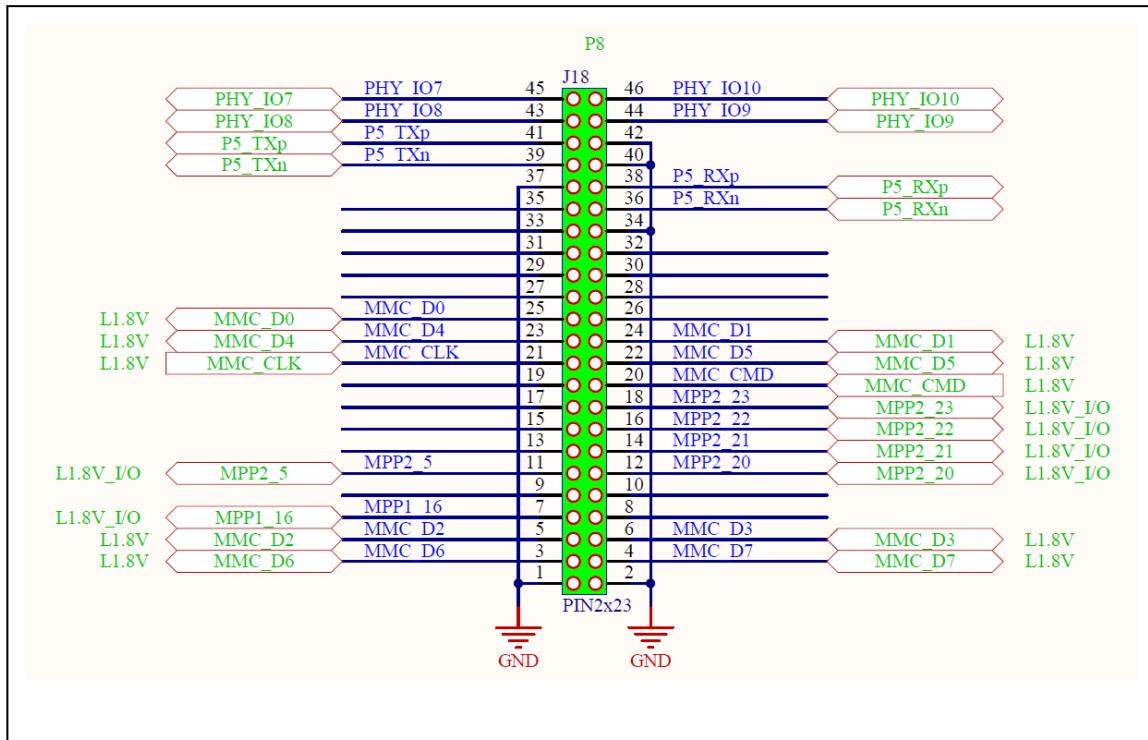 P8
J18
PHY_IO7 PHY_IO7 45 46 PHY_IO10 PHY_IO10
PHY_IO8 PHY_IO8 43 44 PHY_IO9 PHY_IO9
P5_TXp P5_TXp 41 42
P5_TXn P5_TXn 39 40
37 38 P5_RXp P5_RXp
35 36 P5_RXn P5_RXn
33 34
31 32
29 30
27 28
L1.8V MMC_D0 MMC_D0 25 26
L1.8V MMC_D4 MMC_D4 23 24 MMC_D1 MMC_D1 L1.8V
L1.8V MMC_CLK MMC_CLK 21 22 MMC_D5 MMC_D5 L1.8V
19 20 MMC_CMD MMC_CMD L1.8V
17 18 MPP2_23 MPP2_23 L1.8V_I/O
15 16 MPP2_22 MPP2_22 L1.8V_I/O
13 14 MPP2_21 MPP2_21 L1.8V_I/O
L1.8V_I/O MPP2_5 MPP2_5 11 12 MPP2_20 MPP2_20 L1.8V_I/O
9 10
L1.8V_I/O MPP1_16 MPP1_16 7 8
L1.8V MMC_D2 MMC_D2 5 6 MMC_D3 MMC_D3 L1.8V
L1.8V MMC_D6 MMC_D6 3 4 MMC_D7 MMC_D7 L1.8V
1 2
PIN2x23
GND GND